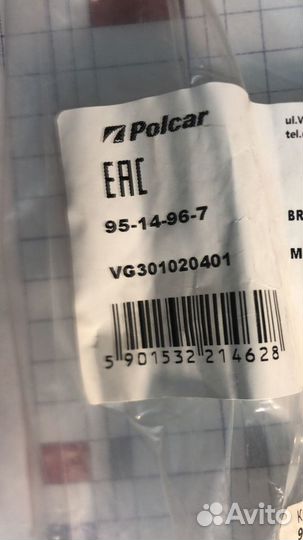 Polcar
ul.W
tel.
EAC
95-14-96-7
BR
VG301020401
M
5 901532 214628
Avito